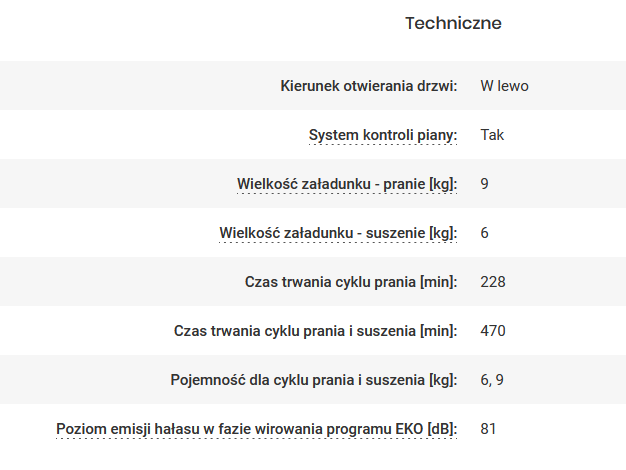 Techniczne
Kierunek otwierania drzwi: W lewo
System kontroli piany: Tak
Wielkość załadunku - pranie [kg]: 9
Wielkość załadunku - suszenie [kg]: 6
Czas trwania cyklu prania [min]: 228
Czas trwania cyklu prania i suszenia [min]: 470
Pojemność dla cyklu prania i suszenia [kg]: 6, 9
Poziom emisji hałasu w fazie wirowania programu EKO [dB]: 81